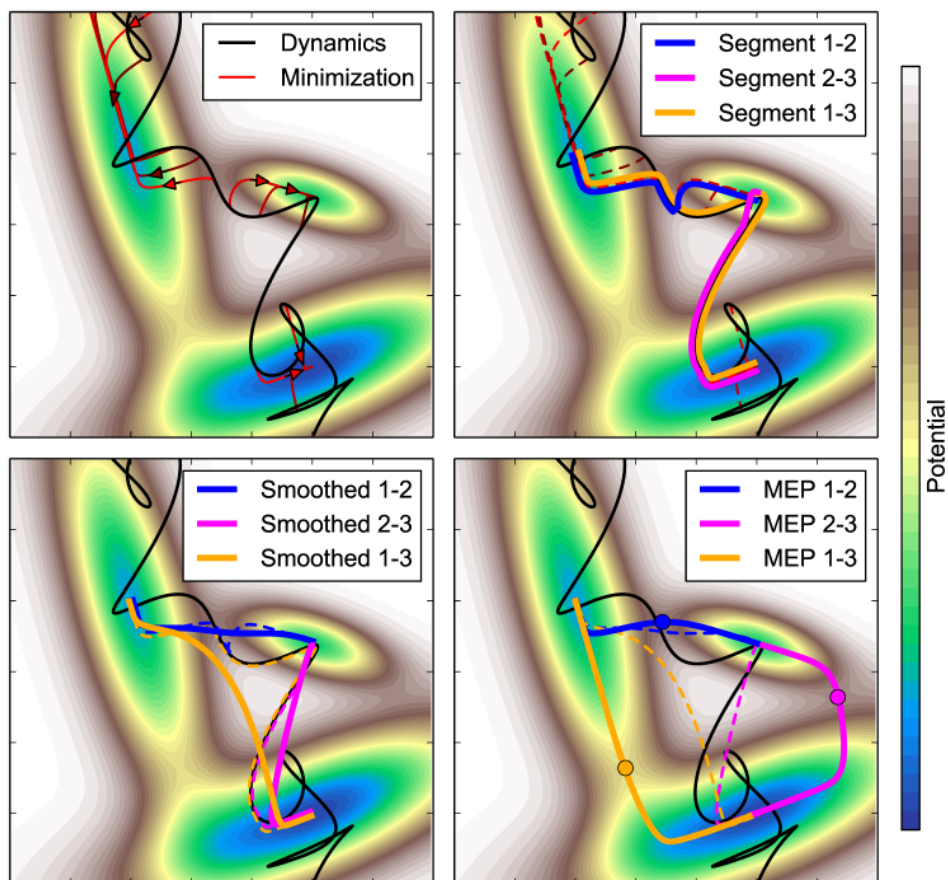 Dynamics
Minimization
Segment 1-2
Segment 2-3
Segment 1-3
Smoothed 1-2
Smoothed 2-3
Smoothed 1-3
MEP 1-2
MEP 2-3
MEP 1-3
Potential